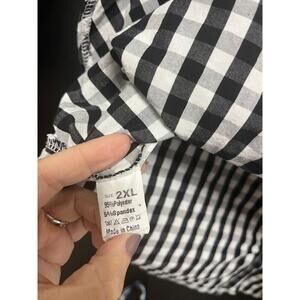 SIZE 2XL
95%Polyester
5%Spandex
Made in China